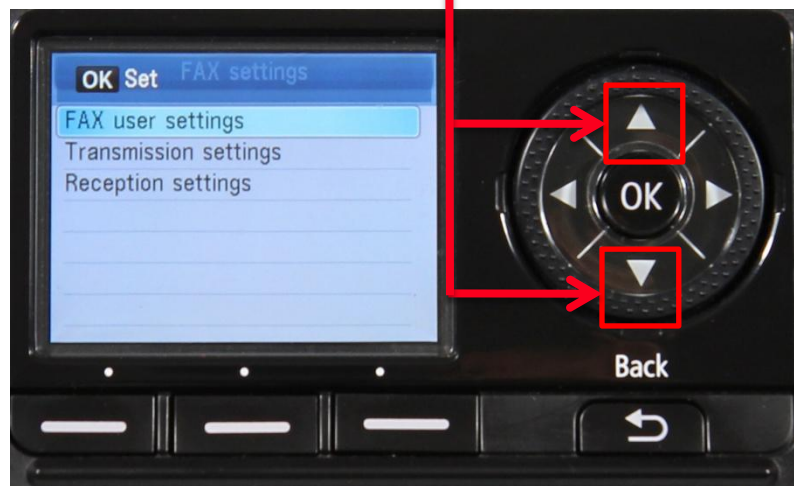 OK Set FAX settings
FAX user settings
Transmission settings
Reception settings
OK
Back